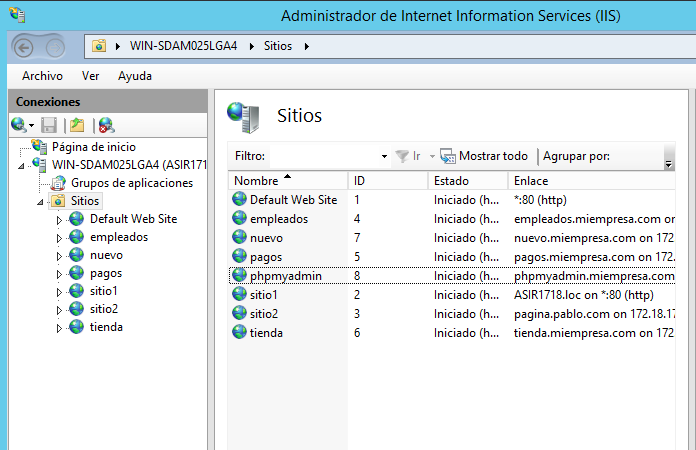 Administrador de Internet Information Services (IIS)
WIN-SDAM025LGA4 Sitios
Archivo Ver Ayuda
Conexiones
Página de inicio
WIN-SDAM025LGA4 (ASIR171
Grupos de aplicaciones
Sitios
Default Web Site
empleados
nuevo
pagos
sitio1
sitio2
tienda
Sitios
Filtro: Ir Mostrar todo Agrupar por:
Nombre ID Estado Enlace
Default Web Site 1 Iniciado (h... *:80 (http)
empleados 4 Iniciado (h... empleados.miempresa.com on
nuevo 7 Iniciado (h... nuevo.miempresa.com on 172
pagos 5 Iniciado (h... pagos.miempresa.com on 172.
phpmyadmin 8 Iniciado (h... phpmyadmin.miempresa.com
sitio1 2 Iniciado (h... ASIR1718.loc on *:80 (http)
sitio2 3 Iniciado (h... pagina.pablo.com on 172.18.17
tienda 6 Iniciado (h... tienda.miempresa.com on 172